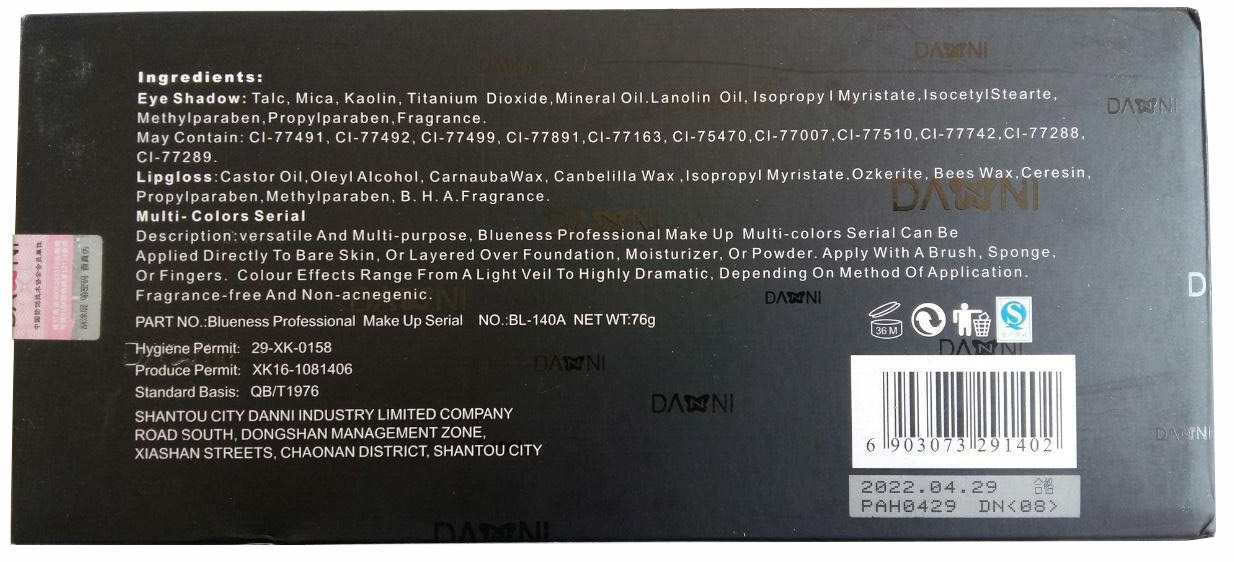 Ingredients:
Eye Shadow: Talc, Mica, Kaolin, Titanium Dioxide,Mineral Oil.Lanolin Oil, Isopropy l Myristate,IsocetylStearte,
Methylparaben,Propylparaben,Fragrance.
May Contain: CI-77491, CI-77492, CI-77499, CI-77891,CI-77163, CI-75470,CI-77007,CI-77510,CI-77742,CI-77288,
CI-77289.
Lipgloss:Castor Oil,Oleyl Alcohol, CarnaubaWax, Canbelilla Wax ,Isopropyl Myristate.Ozkerite, Bees Wax,Ceresin,
Propylparaben,Methylparaben, B. H. A.Fragrance.
Multi- Colors Serial
Description:versatile And Multi-purpose, Blueness Professional Make Up Multi-colors Serial Can Be
Applied Directly To Bare Skin, Or Layered Over Foundation, Moisturizer, Or Powder. Apply With A Brush, Sponge,
Or Fingers. Colour Effects Range From A Light Veil To Highly Dramatic, Depending On Method Of Application.
Fragrance-free And Non-acnegenic.
PART NO.:Blueness Professional Make Up Serial NO.:BL-140A NET WT:76g
Hygiene Permit: 29-XK-0158
Produce Permit: XK16-1081406
Standard Basis: QB/T1976
SHANTOU CITY DANNI INDUSTRY LIMITED COMPANY
ROAD SOUTH, DONGSHAN MANAGEMENT ZONE,
XIASHAN STREETS, CHAONAN DISTRICT, SHANTOU CITY
36 M
6 903073 291402
2022.04.29 合格
PAH0429 DN<08>
DANNI
DANNI
DANNI
DANNI
DANNI
DANNI
DANNI
DANNI
DANNI